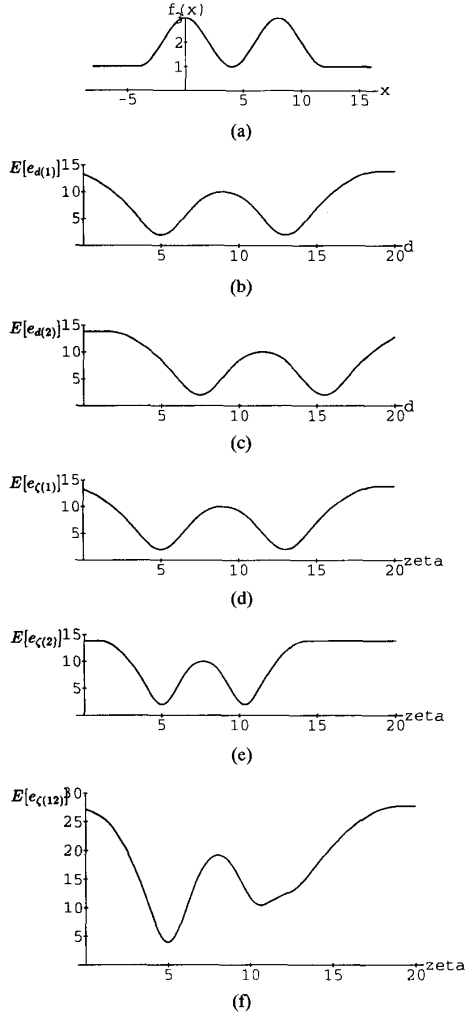 f(x)
3
2
1
-5 5 10 15 x
(a)
E[e_{d(1)}] 15
10
5
5 10 15 20 d
(b)
E[e_{d(2)}] 15
10
5
5 10 15 20 d
(c)
E[e_{ζ(1)}] 15
10
5
5 10 15 20 zeta
(d)
E[e_{ζ(2)}] 15
10
5
5 10 15 20 zeta
(e)
E[e_{ζ(12)}] 30
25
20
15
10
5
5 10 15 20 zeta
(f)